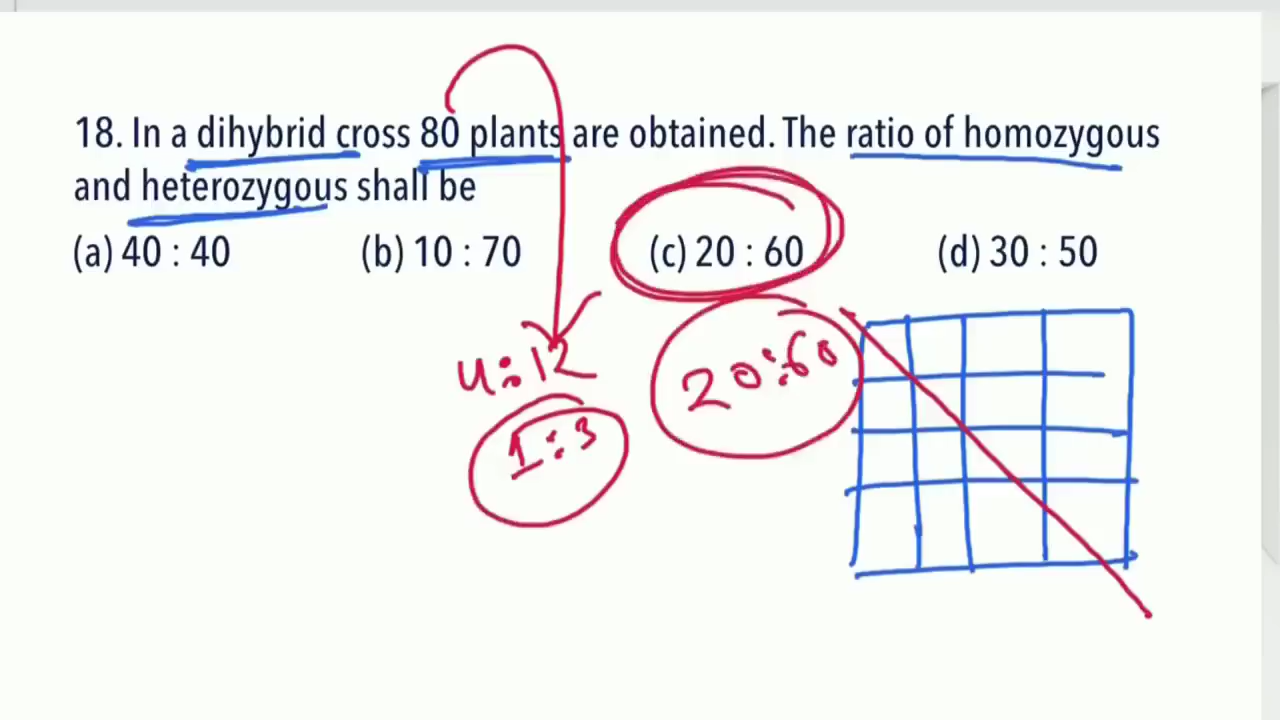 18. In a dihybrid cross 80 plants are obtained. The ratio of homozygous
and heterozygous shall be
(a) 40 : 40 (b) 10 : 70 (c) 20 : 60 (d) 30 : 50
4:12 20:60
1:3